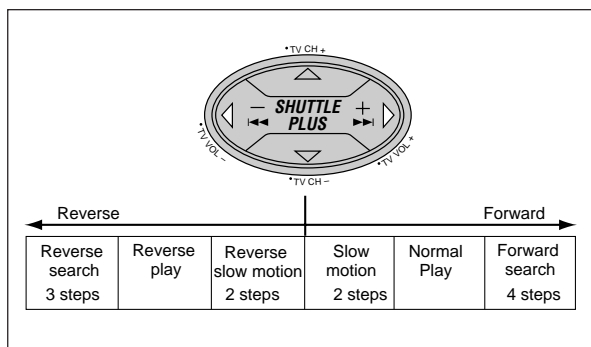 •TV CH +
– SHUTTLE +
PLUS
•TV VOL –
•TV VOL +
•TV CH –
Reverse
Forward
Reverse search 3 steps
Reverse play
Reverse slow motion 2 steps
Slow motion 2 steps
Normal Play
Forward search 4 steps